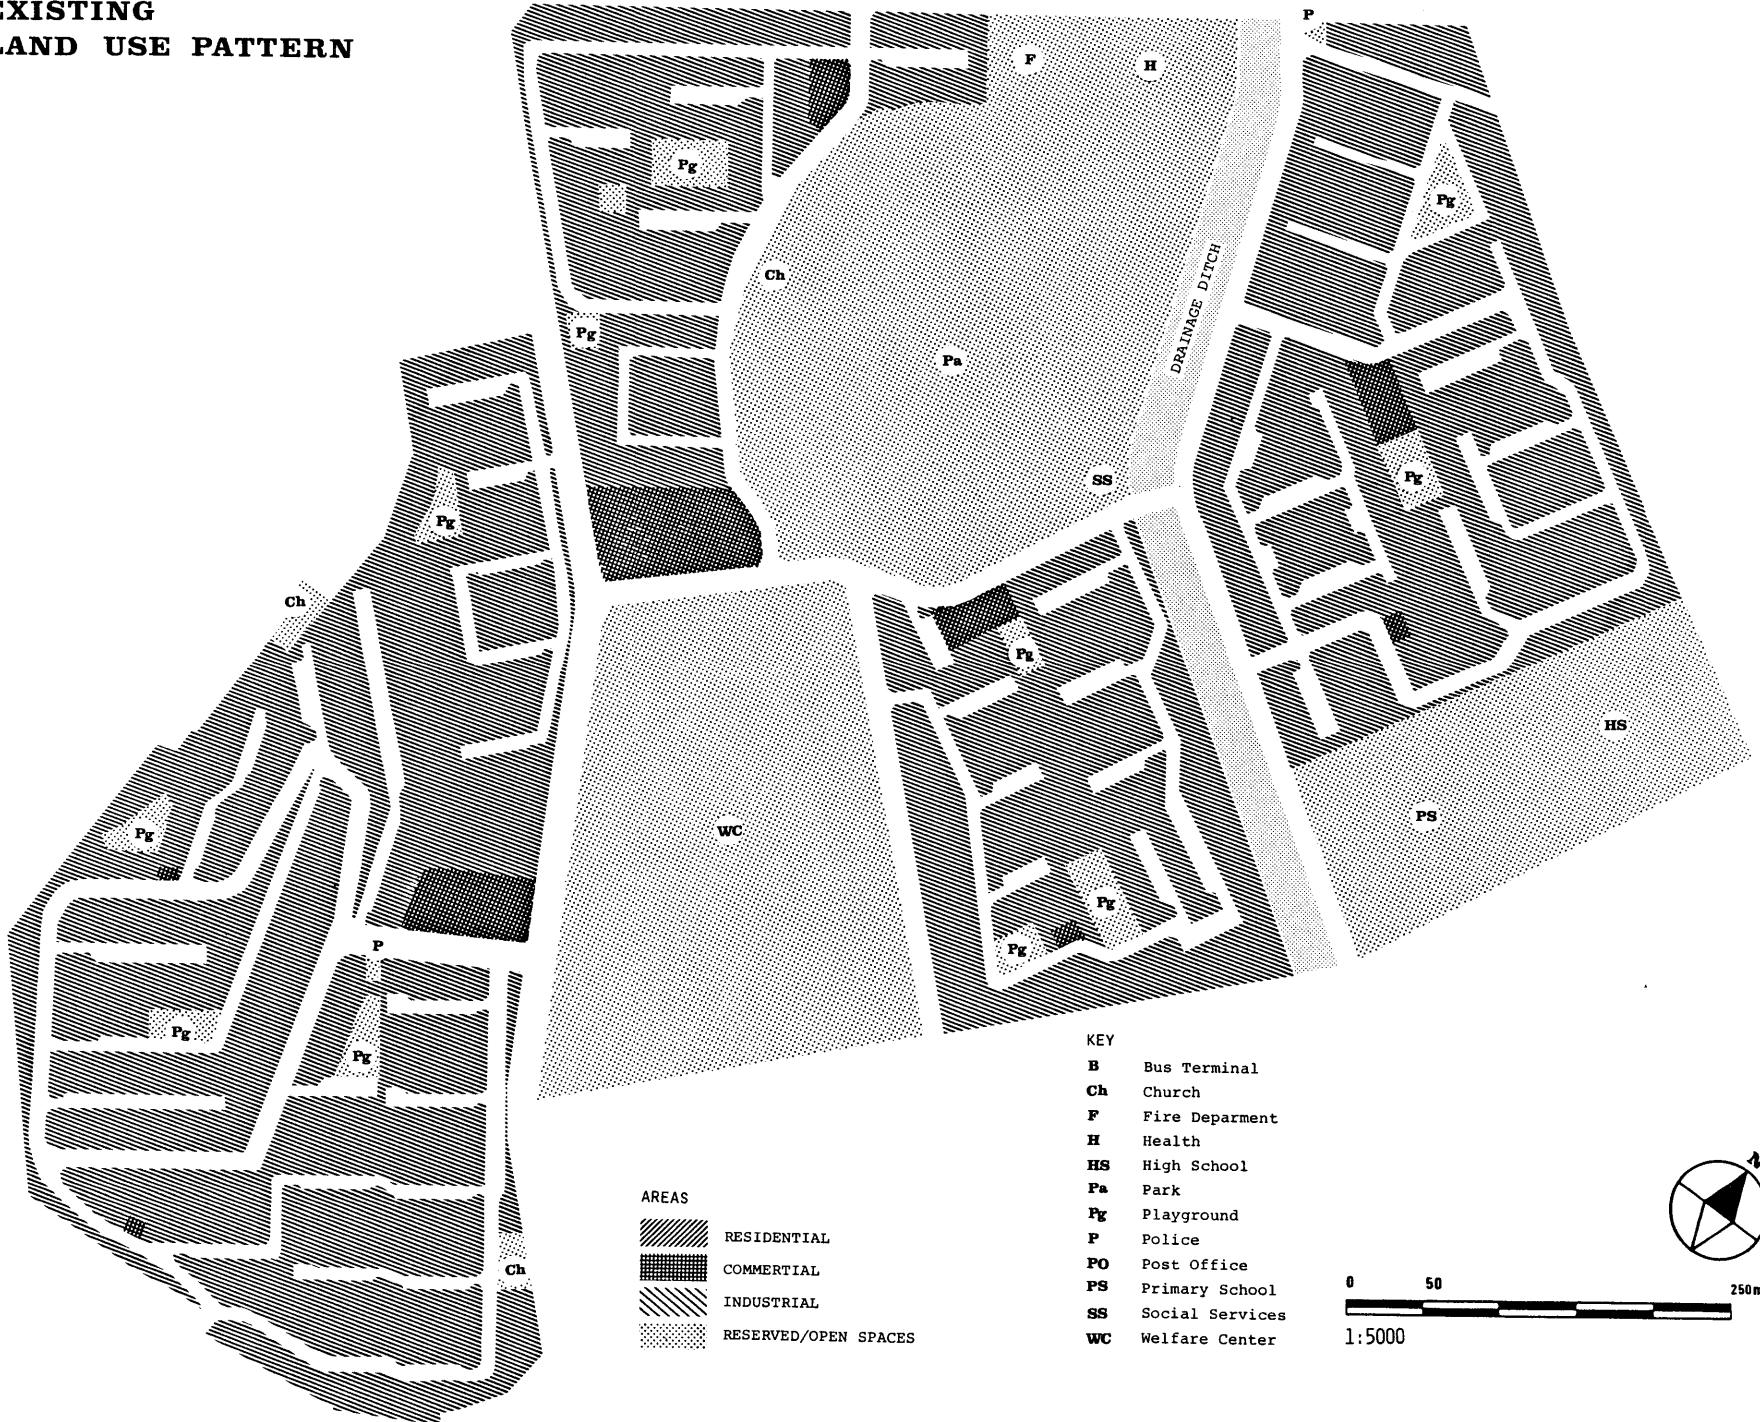 EXISTING
LAND USE PATTERN
P
F
H
Pg
Pg
Ch
Pg
DRAINAGE DITCH
Pa
Pg
SS
Pg
Ch
Pg
HS
PS
WC
Pg
Pg
P
Pg
Pg
Pg
Ch
KEY
B Bus Terminal
Ch Church
F Fire Deparment
H Health
HS High School
Pa Park
Pg Playground
P Police
PO Post Office
PS Primary School
SS Social Services
WC Welfare Center
AREAS
RESIDENTIAL
COMMERTIAL
INDUSTRIAL
RESERVED/OPEN SPACES
N
0 50 250m
1:5000